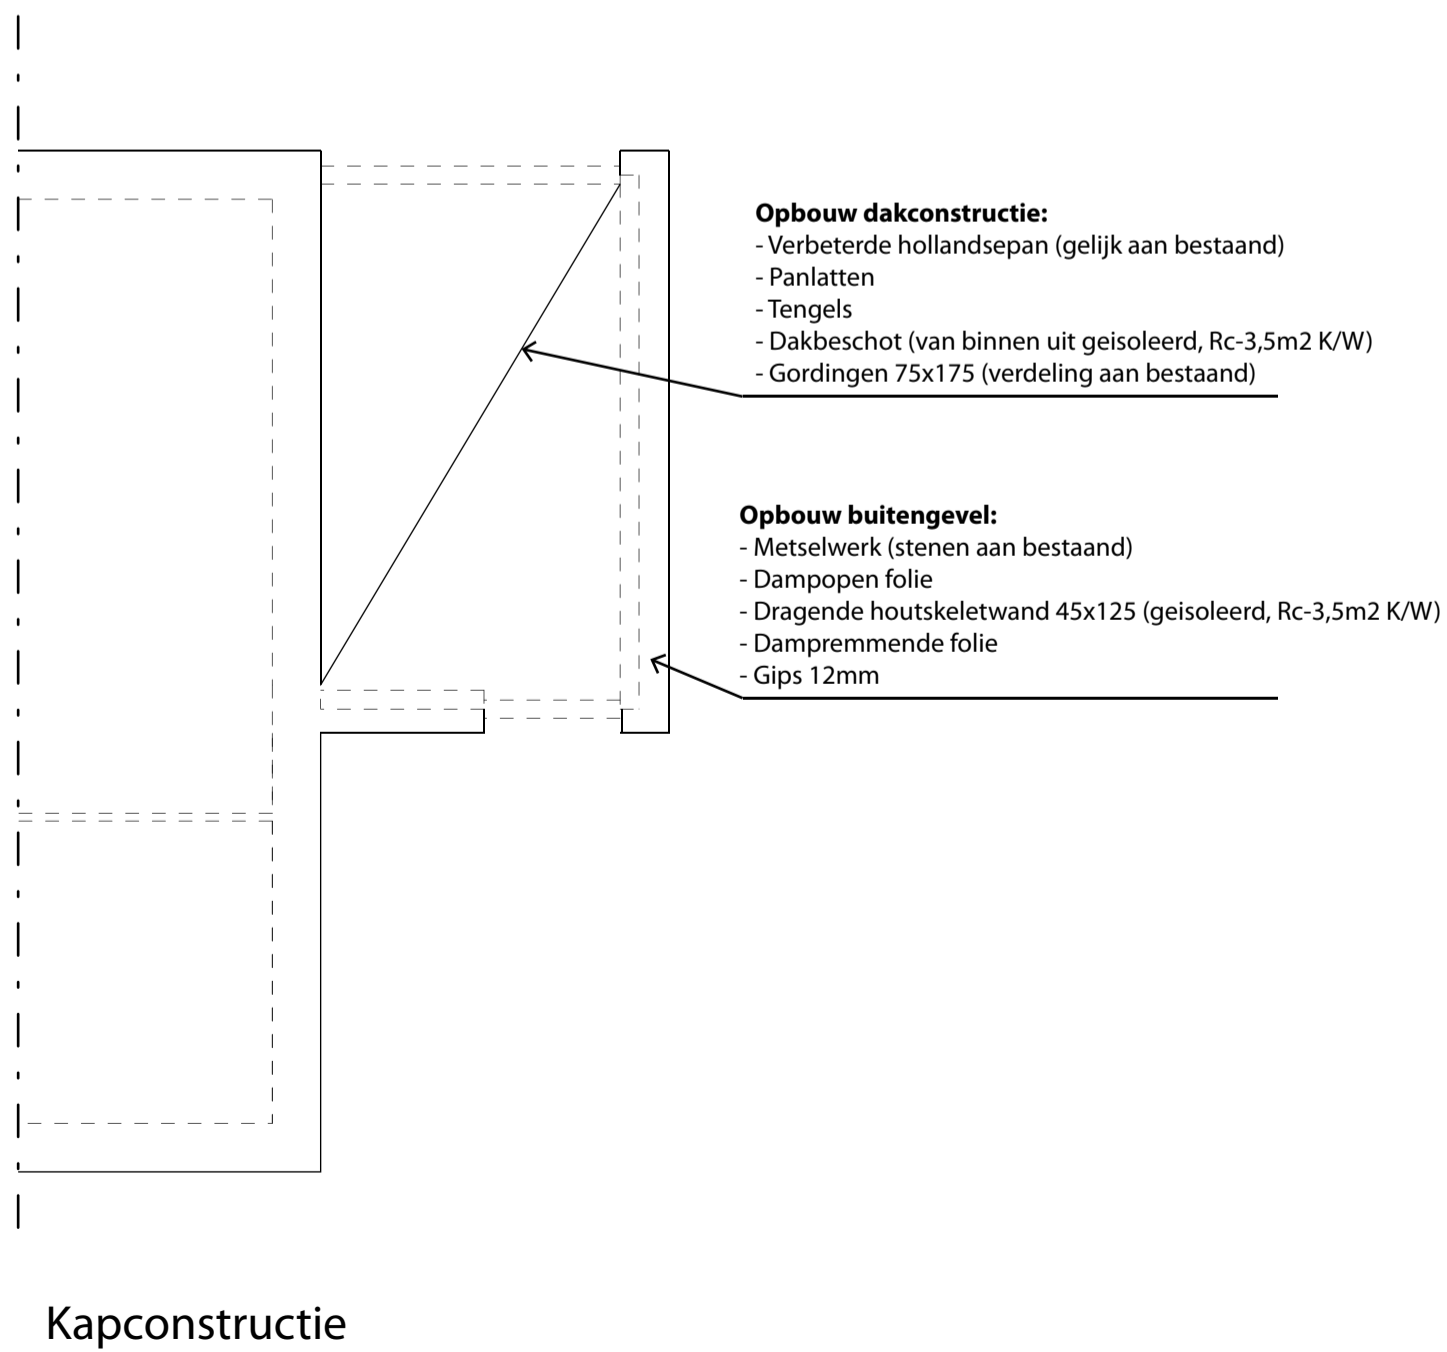 Opbouw dakconstructie:
- Verbeterde hollandsepan (gelijk aan bestaand)
- Panlatten
- Tengels
- Dakbeschot (van binnen uit geisoleerd, Rc-3,5m2 K/W)
- Gordingen 75x175 (verdeling aan bestaand)
Opbouw buitengevel:
- Metselwerk (stenen aan bestaand)
- Dampopen folie
- Dragende houtskeletwand 45x125 (geisoleerd, Rc-3,5m2 K/W)
- Dampremmende folie
- Gips 12mm
Kapconstructie